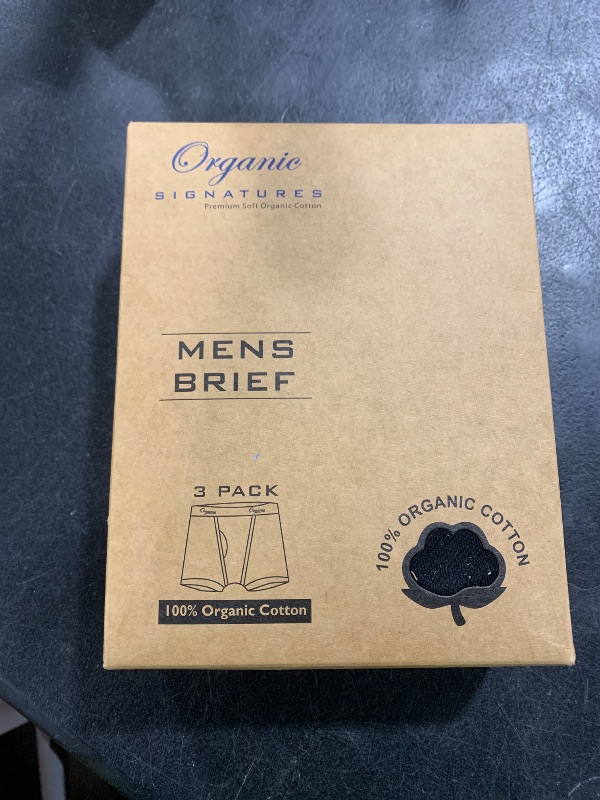 Organic
SIGNATURES
Premium Soft Organic Cotton
MENS
BRIEF
3 PACK
100% Organic Cotton
100% ORGANIC COTTON